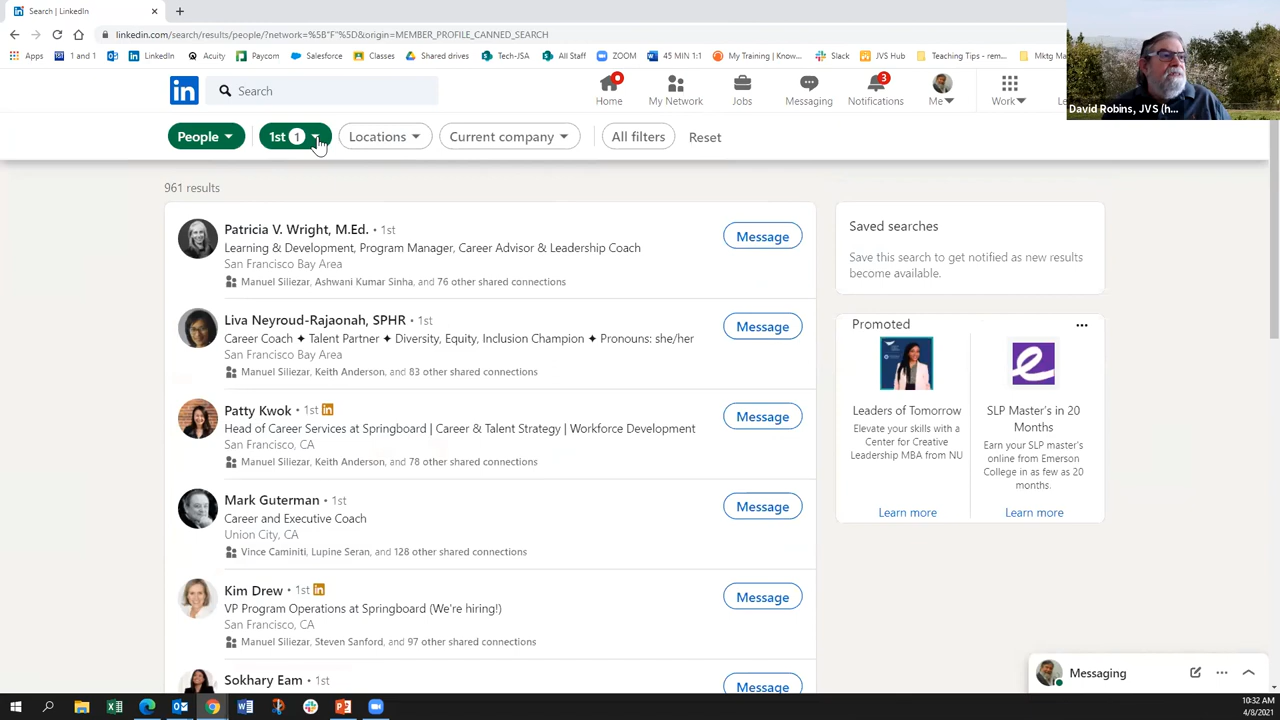 Search | LinkedIn
linkedin.com/search/results/people/?network=%5B"F"%5D&origin=MEMBER_PROFILE_CANNED_SEARCH
Apps 1 and 1 LinkedIn Acuity Paycom Salesforce Classes Shared drives Tech-JSA All Staff ZOOM 45 MIN 1:1 My Training | Know... Slack JVS Hub Teaching Tips - rem... Mktg Ma
David Robins, JVS (h...
in Search
Home My Network Jobs Messaging 3 Notifications Me Work
People 1st 1 Locations Current company All filters Reset
961 results
Patricia V. Wright, M.Ed. • 1st
Learning & Development, Program Manager, Career Advisor & Leadership Coach
San Francisco Bay Area
Manuel Siliezar, Ashwani Kumar Sinha, and 76 other shared connections
Message
Liva Neyroud-Rajaonah, SPHR • 1st
Career Coach ✦ Talent Partner ✦ Diversity, Equity, Inclusion Champion ✦ Pronouns: she/her
San Francisco Bay Area
Manuel Siliezar, Keith Anderson, and 83 other shared connections
Message
Patty Kwok • 1st in
Head of Career Services at Springboard | Career & Talent Strategy | Workforce Development
San Francisco, CA
Manuel Siliezar, Keith Anderson, and 78 other shared connections
Message
Mark Guterman • 1st
Career and Executive Coach
Union City, CA
Vince Caminiti, Lupine Seran, and 128 other shared connections
Message
Kim Drew • 1st in
VP Program Operations at Springboard (We're hiring!)
San Francisco, CA
Manuel Siliezar, Steven Sanford, and 97 other shared connections
Message
Sokhary Eam • 1st
Message
Saved searches
Save this search to get notified as new results
become available.
Promoted
Leaders of Tomorrow
Elevate your skills with a
Center for Creative
Leadership MBA from NU
Learn more
SLP Master's in 20
Months
Earn your SLP master's
online from Emerson
College in as few as 20
months.
Learn more
Messaging
10:32 AM
4/8/2021